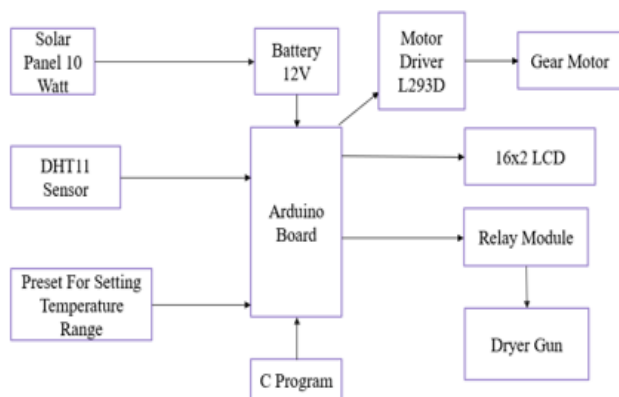 Solar
Panel 10
Watt
Battery
12V
Motor
Driver
L293D
Gear Motor
DHT11
Sensor
Arduino
Board
16x2 LCD
Relay Module
Preset For Setting
Temperature
Range
Dryer Gun
C Program